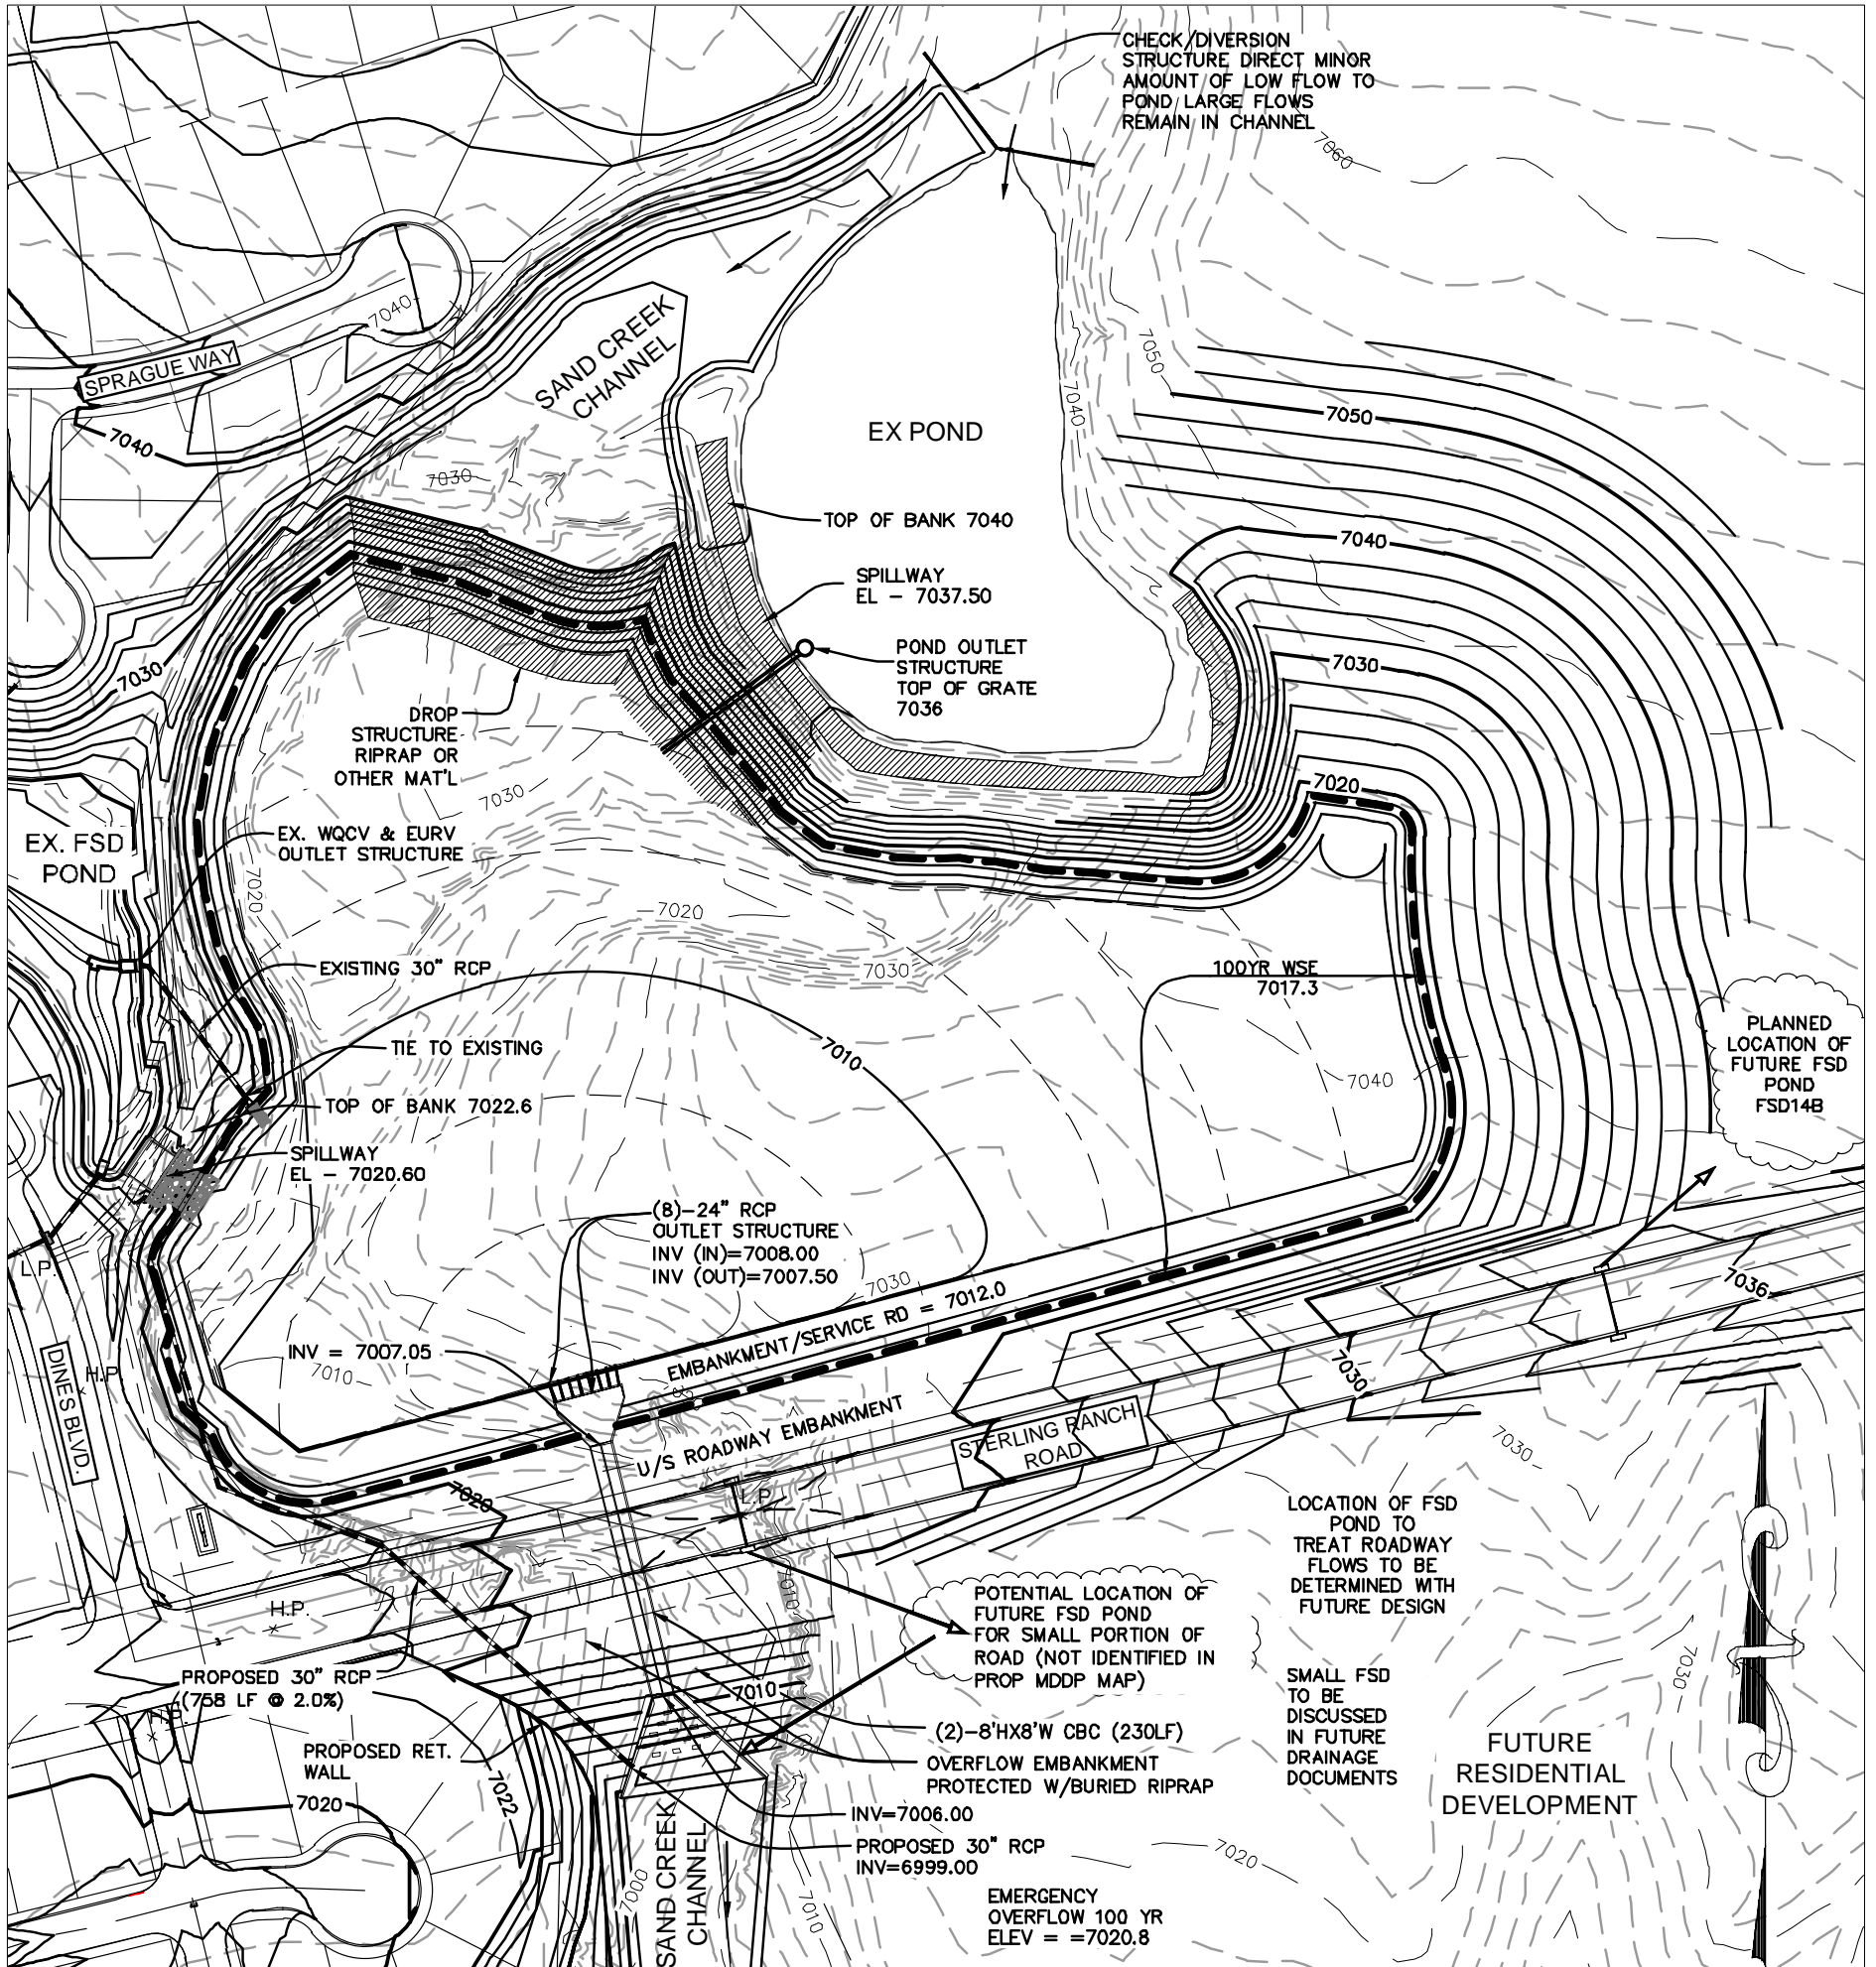 CHECK/DIVERSION
STRUCTURE DIRECT MINOR
AMOUNT OF LOW FLOW TO
POND LARGE FLOWS
REMAIN IN CHANNEL
7060
7040
SPRAGUE WAY
7040
SAND CREEK
CHANNEL
7030
EX POND
7050
7040
7050
7040
7030
7020
TOP OF BANK 7040
SPILLWAY
EL - 7037.50
POND OUTLET
STRUCTURE
TOP OF GRATE
7036
7030
DROP
STRUCTURE
RIPRAP OR
OTHER MAT'L
7030
EX. FSD
POND
EX. WQCV & EURV
OUTLET STRUCTURE
7020
7020
7030
EXISTING 30" RCP
100YR WSE
7017.3
TIE TO EXISTING
7010
7040
PLANNED
LOCATION OF
FUTURE FSD
POND
FSD14B
TOP OF BANK 7022.6
SPILLWAY
EL - 7020.60
(8)-24" RCP
OUTLET STRUCTURE
INV (IN)=7008.00
INV (OUT)=7007.50
7030
L.P.
H.P.
DINES BLVD.
INV = 7007.05
7010
EMBANKMENT/SERVICE RD = 7012.0
U/S ROADWAY EMBANKMENT
7036
7030
STERLING RANCH
ROAD
7030
7020
L.P.
7010
LOCATION OF FSD
POND TO
TREAT ROADWAY
FLOWS TO BE
DETERMINED WITH
FUTURE DESIGN
H.P.
POTENTIAL LOCATION OF
FUTURE FSD POND
FOR SMALL PORTION OF
ROAD (NOT IDENTIFIED IN
PROP MDDP MAP)
PROPOSED 30" RCP
(758 LF @ 2.0%)
H.P.
7010
7030
SMALL FSD
TO BE
DISCUSSED
IN FUTURE
DRAINAGE
DOCUMENTS
(2)-8'HX8'W CBC (230LF)
OVERFLOW EMBANKMENT
PROTECTED W/BURIED RIPRAP
PROPOSED RET.
WALL
7022
7020
FUTURE
RESIDENTIAL
DEVELOPMENT
INV=7006.00
PROPOSED 30" RCP
INV=6999.00
7020
7000
SAND CREEK
CHANNEL
7010
EMERGENCY
OVERFLOW 100 YR
ELEV = =7020.8